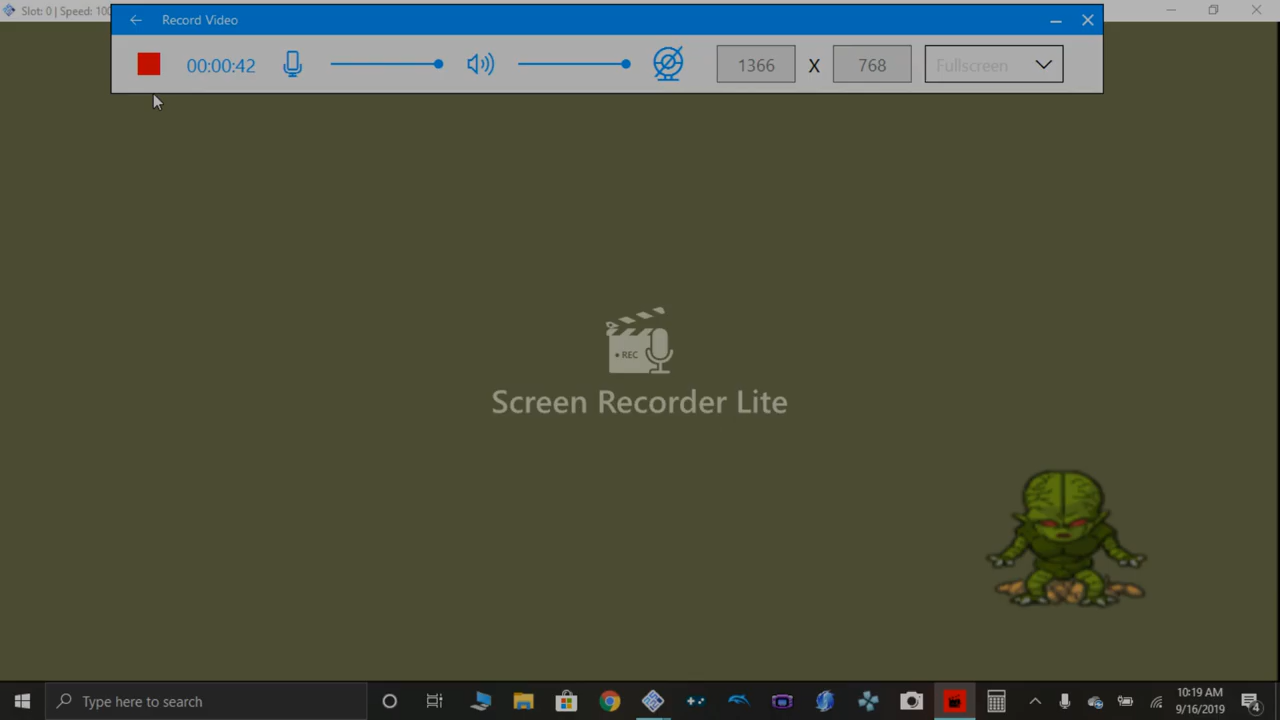 Slot: 0 | Speed: 100
Record Video
00:00:42
1366
X
768
Fullscreen
• REC
Screen Recorder Lite
Type here to search
10:19 AM
9/16/2019
4